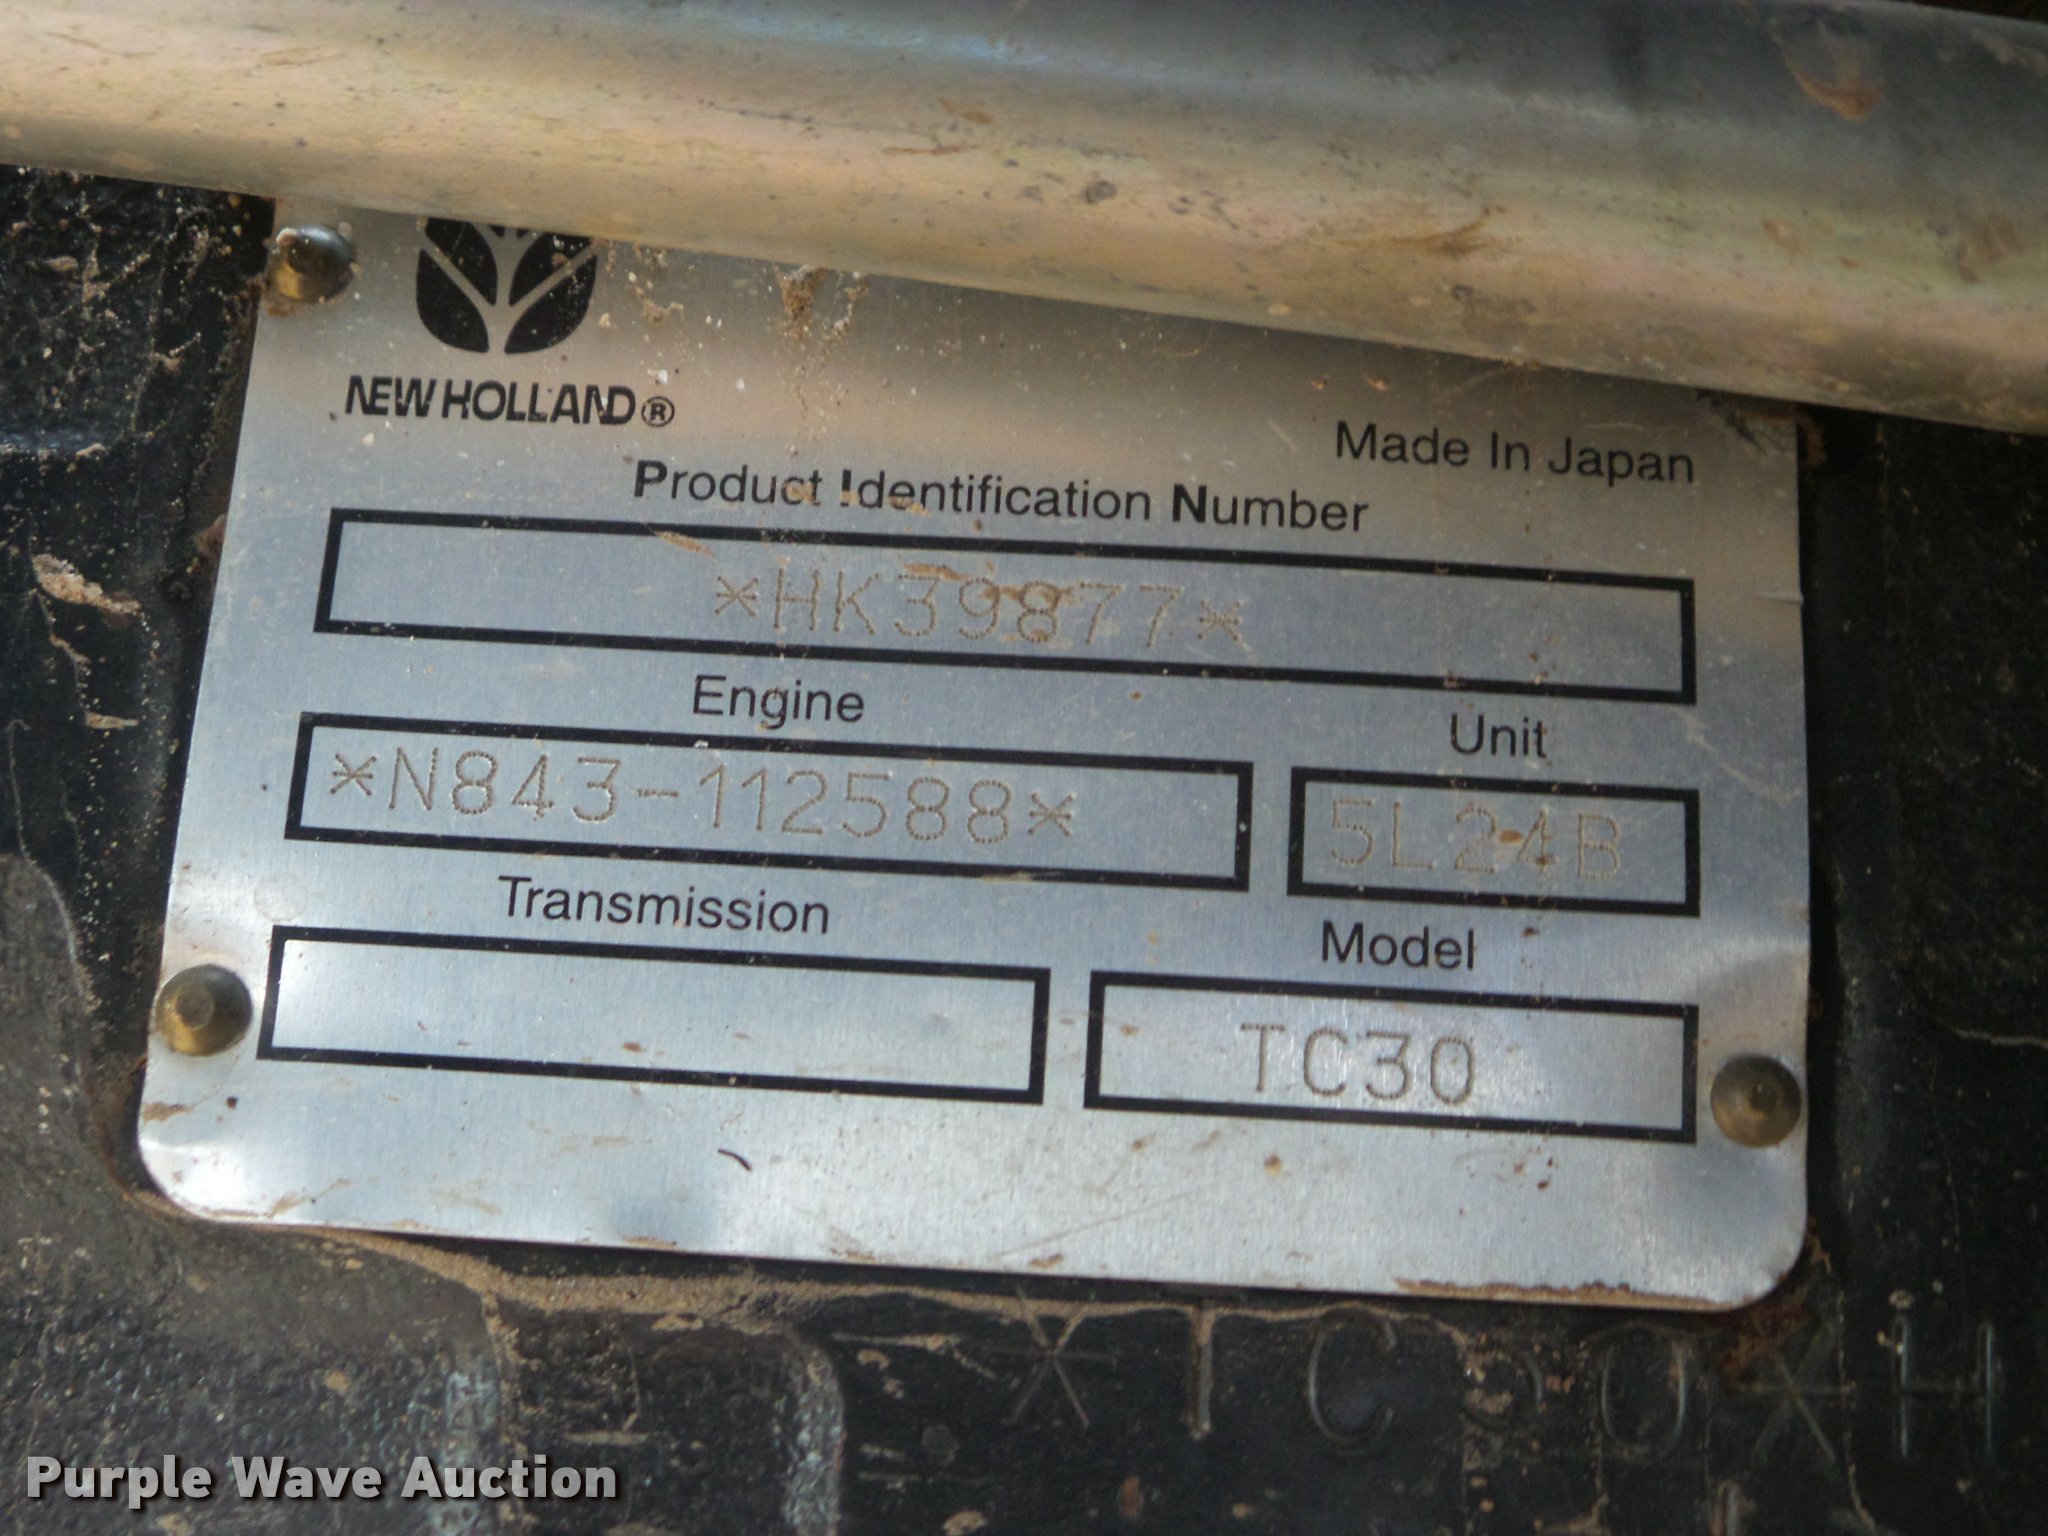 NEW HOLLAND®
Made In Japan
Product Identification Number
*HK39877*
Engine
Unit
*N843-112588*
5L24B
Transmission
Model
TC30
*TC30*H
Purple Wave Auction